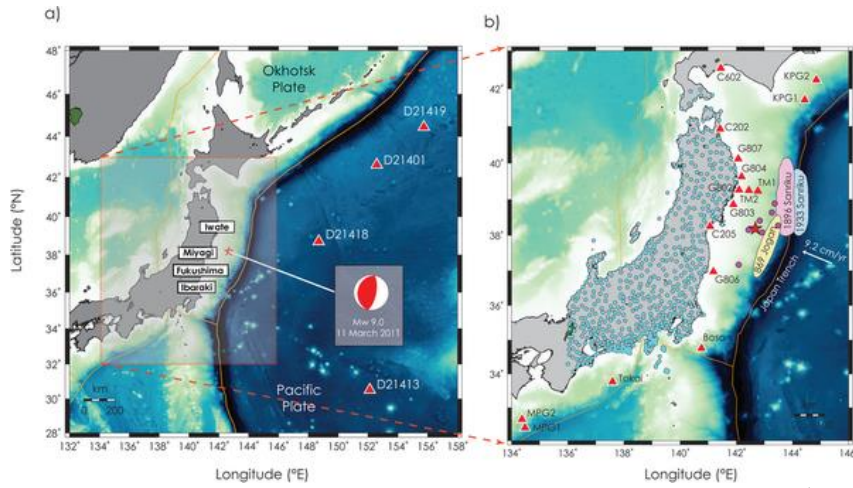 a)
48˚
46˚
44˚
42˚
40˚
38˚
36˚
34˚
32˚
30˚
28˚
Latitude (°N)
Okhotsk
Plate
D21419
D21401
D21418
D21413
Iwate
Miyagi
Fukushima
Ibaraki
Mw 9.0
11 March 2011
Pacific
Plate
km
0 200
134˚ 136˚ 138˚ 140˚ 142˚ 144˚ 146˚ 148˚ 150˚ 152˚ 154˚ 156˚ 158˚
Longitude (°E)
b)
42˚
40˚
38˚
36˚
34˚
C602
KPG2
KPG1
C202
G807
G804
G802
TM1
TM2
G803
C205
G806
1896 Sanriku
1933 Sanriku
869 Jogan
9.2 cm/yr
Japan Trench
Boso
Tokai
MPG2
MPG1
134˚ 136˚ 138˚ 140˚ 142˚ 144˚ 146˚
Longitude (°E)